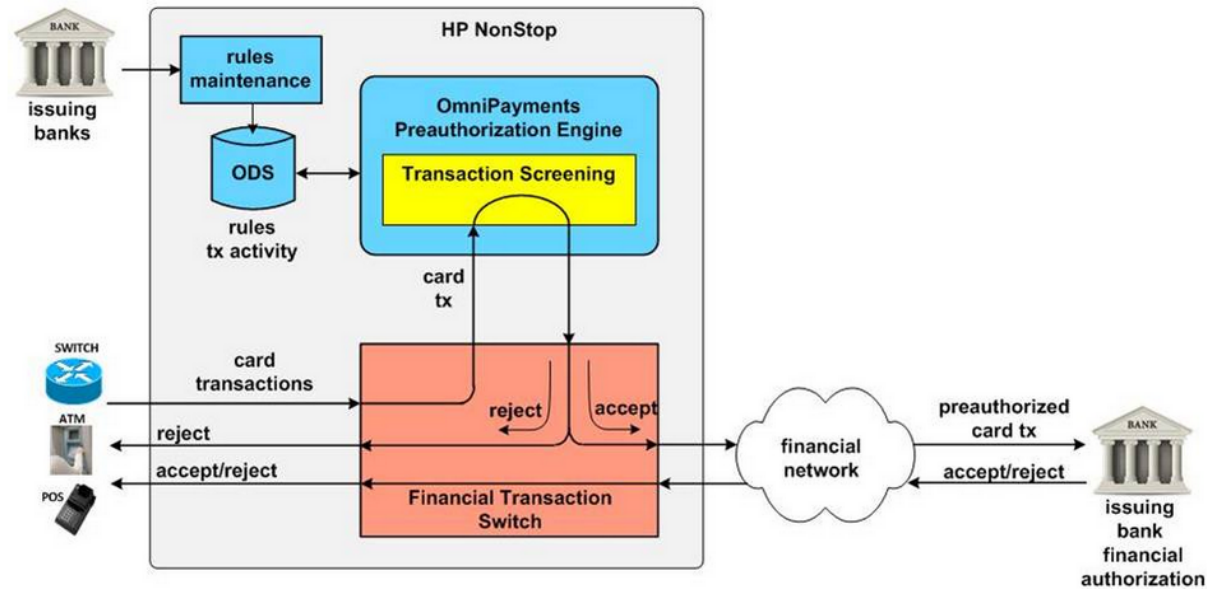 BANK
issuing
banks
HP NonStop
rules
maintenance
ODS
rules
tx activity
OmniPayments
Preauthorization Engine
Transaction Screening
card
tx
SWITCH
card
transactions
ATM
reject
accept/reject
POS
reject
accept
Financial Transaction
Switch
financial
network
preauthorized
card tx
accept/reject
BANK
issuing
bank
financial
authorization